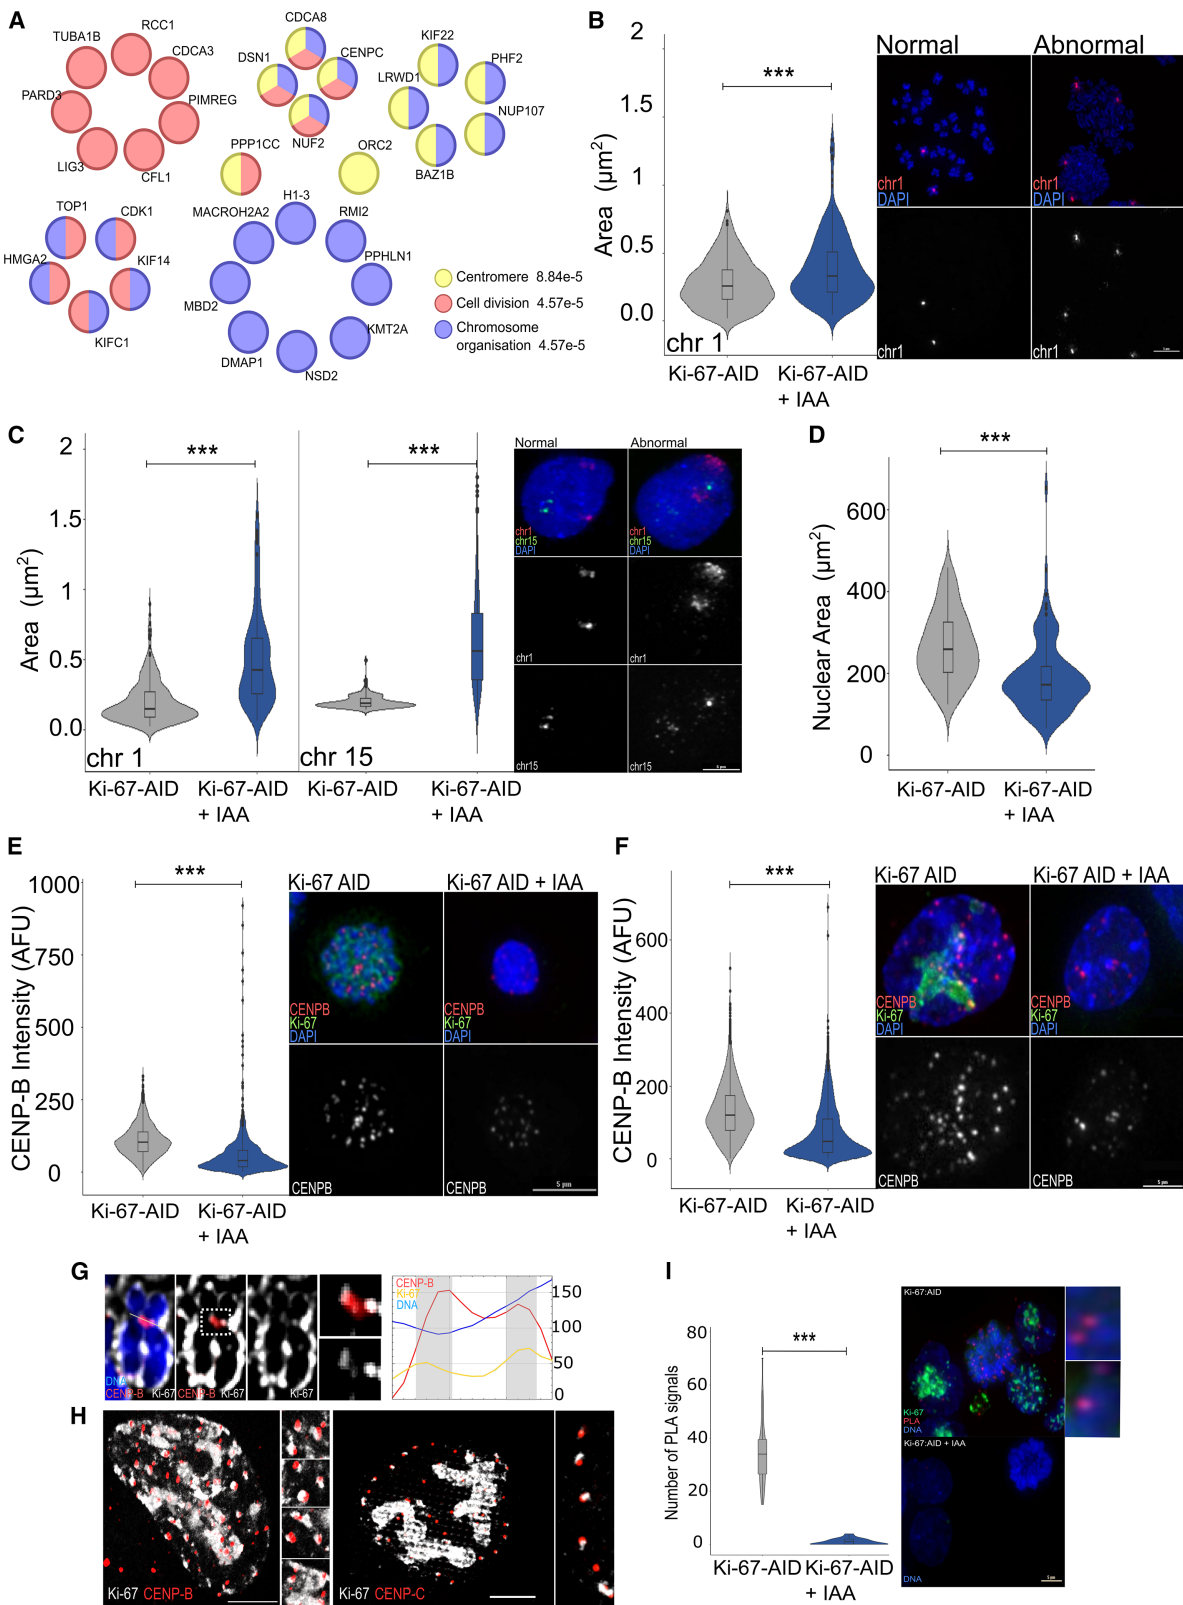 A
TUBA1B
RCC1
CDCA3
PARD3
PIMREG
LIG3
CFL1
CDCA8
DSN1
CENPC
NUF2
KIF22
LRWD1
PHF2
NUP107
BAZ1B
PPP1CC
ORC2
TOP1
CDK1
HMGA2
KIF14
KIFC1
H1-3
MACROH2A2
RMI2
PPHLN1
MBD2
KMT2A
DMAP1
NSD2
Centromere 8.84e-5
Cell division 4.57e-5
Chromosome
organisation 4.57e-5
B
2
1.5
1
0.5
0.0
Area (µm²)
***
chr 1
Ki-67-AID
Ki-67-AID
+ IAA
Normal
Abnormal
chr1
DAPI
chr1
DAPI
chr1
chr1
C
2
1.5
1
0.5
0.0
Area (µm²)
***
***
chr 1
chr 15
Ki-67-AID
Ki-67-AID
+ IAA
Ki-67-AID
Ki-67-AID
+ IAA
Normal
Abnormal
chr1
chr15
DAPI
chr1
chr15
DAPI
chr1
chr1
chr15
chr15
5 µm
D
600
400
200
0
Nuclear Area (µm²)
***
Ki-67-AID
Ki-67-AID
+ IAA
E
1000
750
500
250
0
CENP-B Intensity (AFU)
***
Ki-67-AID
Ki-67-AID
+ IAA
Ki-67 AID
Ki-67 AID + IAA
CENPB
Ki-67
DAPI
CENPB
Ki-67
DAPI
CENPB
CENPB
5 µm
F
600
400
200
0
CENP-B Intensity (AFU)
***
Ki-67-AID
Ki-67-AID
+ IAA
Ki-67 AID
Ki-67 AID + IAA
CENPB
Ki-67
DAPI
CENPB
Ki-67
DAPI
CENPB
CENPB
5 µm
G
DNA
CENP-B Ki-67
CENP-B Ki-67
Ki-67
CENP-B
Ki-67
DNA
150
100
50
0
H
Ki-67 CENP-B
Ki-67 CENP-C
I
80
60
40
20
0
Number of PLA signals
***
Ki-67-AID
Ki-67-AID
+ IAA
Ki-67:AID
Ki-67
PLA
DNA
Ki-67:AID + IAA
DNA
5 µm